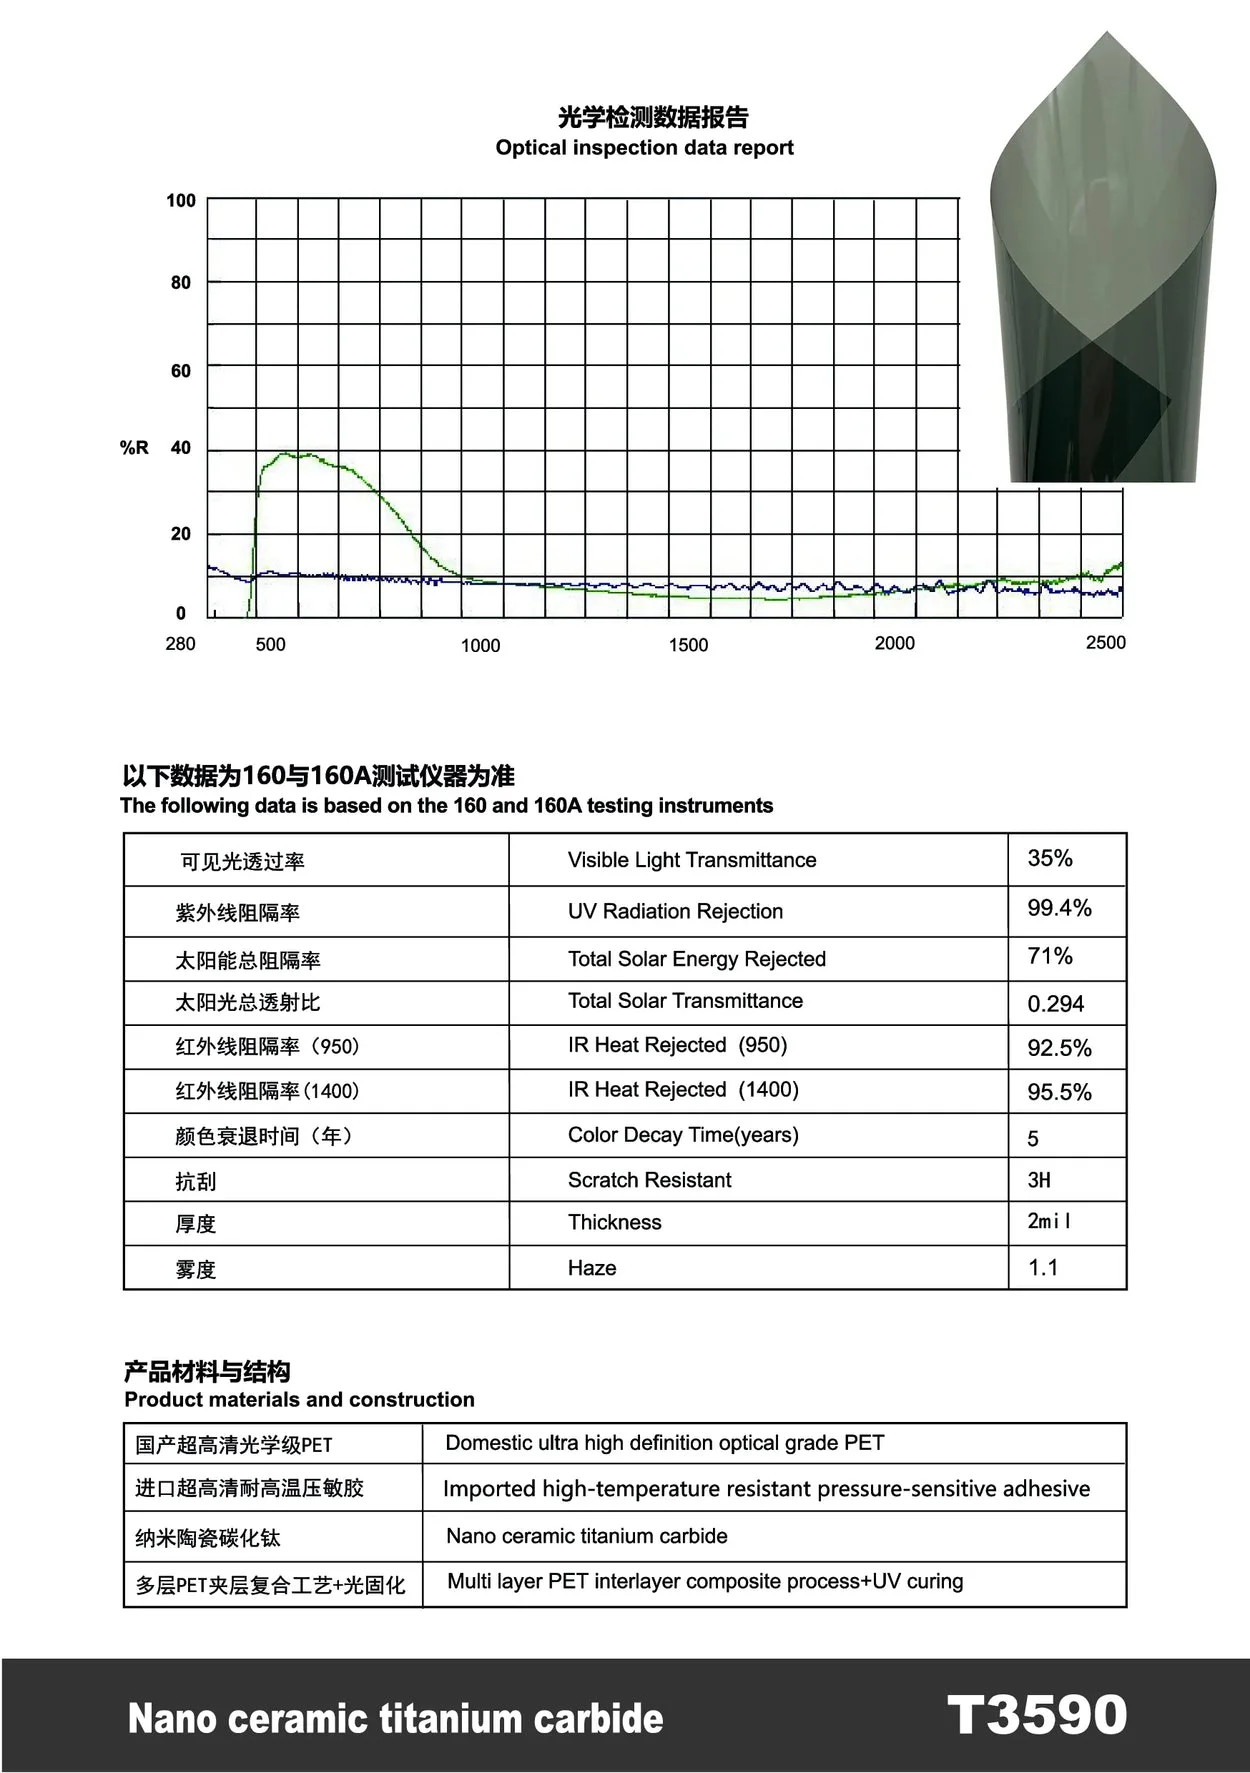 光学检测数据报告
Optical inspection data report
100
80
60
%R 40
20
0
280 500 1000 1500 2000 2500
以下数据为160与160A测试仪器为准
The following data is based on the 160 and 160A testing instruments
可见光透过率 Visible Light Transmittance 35%
紫外线阻隔率 UV Radiation Rejection 99.4%
太阳能总阻隔率 Total Solar Energy Rejected 71%
太阳光总透射比 Total Solar Transmittance 0.294
红外线阻隔率（950) IR Heat Rejected (950) 92.5%
红外线阻隔率(1400) IR Heat Rejected (1400) 95.5%
颜色衰退时间（年） Color Decay Time(years) 5
抗刮 Scratch Resistant 3H
厚度 Thickness 2mil
雾度 Haze 1.1
产品材料与结构
Product materials and construction
国产超高清光学级PET Domestic ultra high definition optical grade PET
进口超高清耐高温压敏胶 Imported high-temperature resistant pressure-sensitive adhesive
纳米陶瓷碳化钛 Nano ceramic titanium carbide
多层PET夹层复合工艺+光固化 Multi layer PET interlayer composite process+UV curing
Nano ceramic titanium carbide T3590